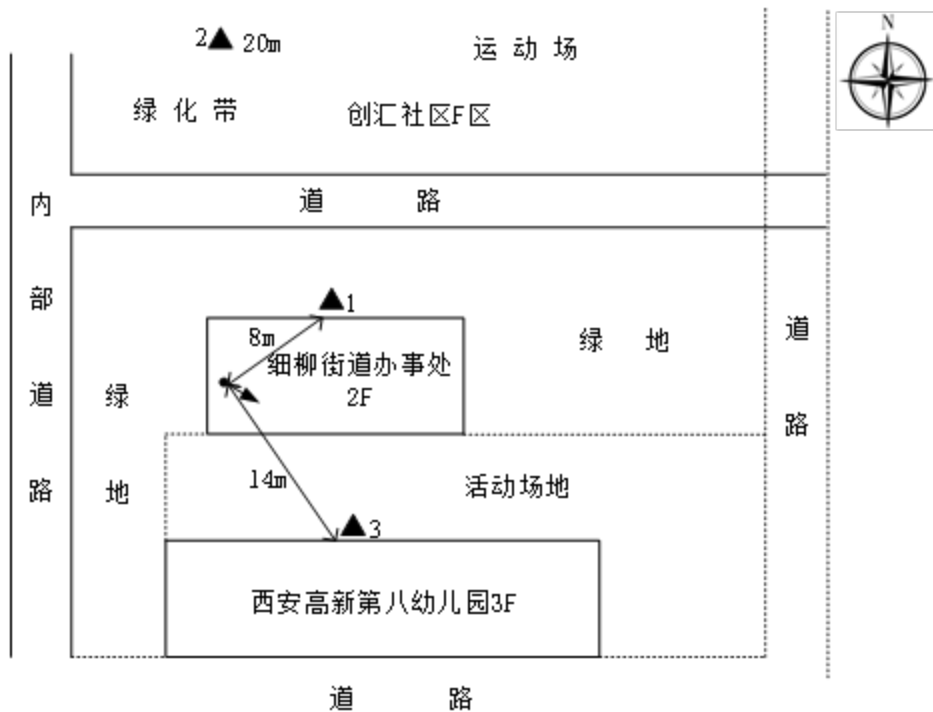 N
2 20m
运动场
绿化带
创汇社区F区
道路
内部道路
1
8m
细柳街道办事处
2F
绿地
道路
绿地
14m
活动场地
3
西安高新第八幼儿园3F
道路